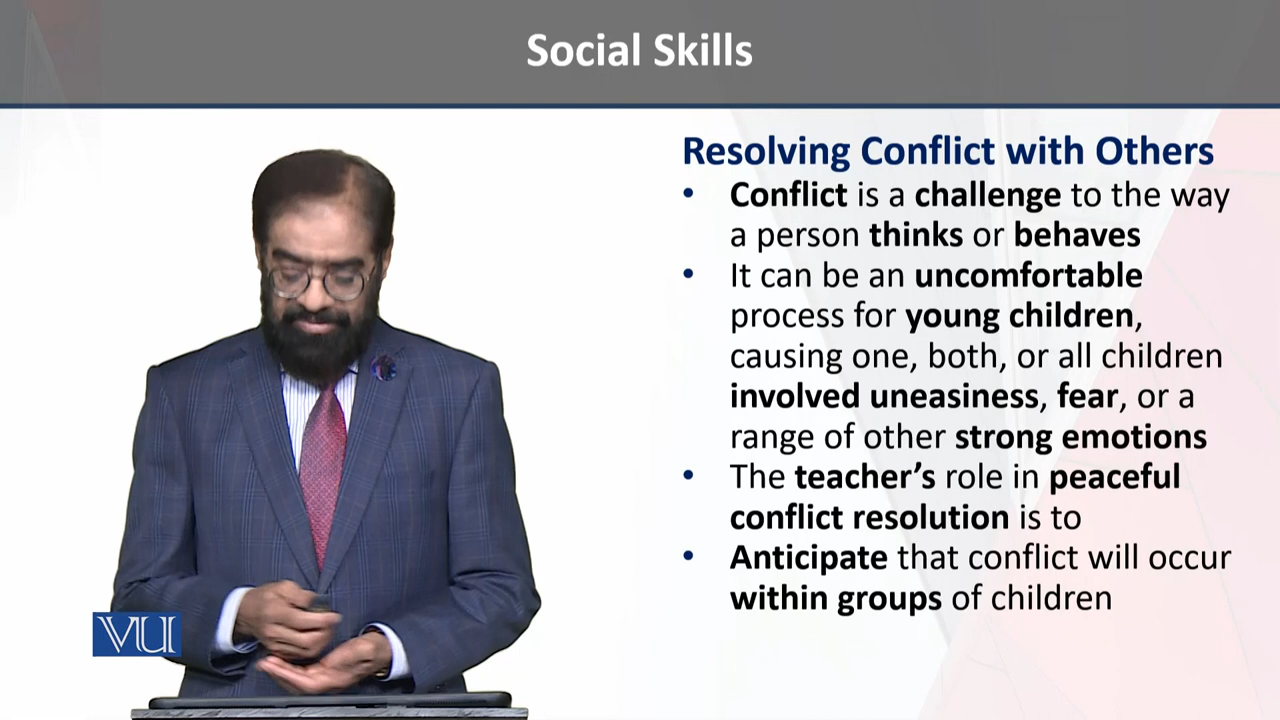 Social Skills
Resolving Conflict with Others
• Conflict is a challenge to the way
a person thinks or behaves
• It can be an uncomfortable
process for young children,
causing one, both, or all children
involved uneasiness, fear, or a
range of other strong emotions
• The teacher’s role in peaceful
conflict resolution is to
• Anticipate that conflict will occur
within groups of children
VU